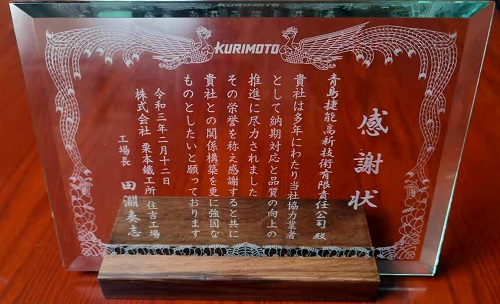 KURIMOTO
感謝状
青島捷能高新技術有限責任公司 殿
貴社は多年にわたり当社協力業者
として納期対応と品質の向上の
推進に尽力されました
その栄誉を称え感謝すると共に
貴社との関係構築を更に強固な
ものとしたいと願っております
令和三年二月十二日
株式会社 栗本鐵工所 住吉工場
工場長 田淵泰志